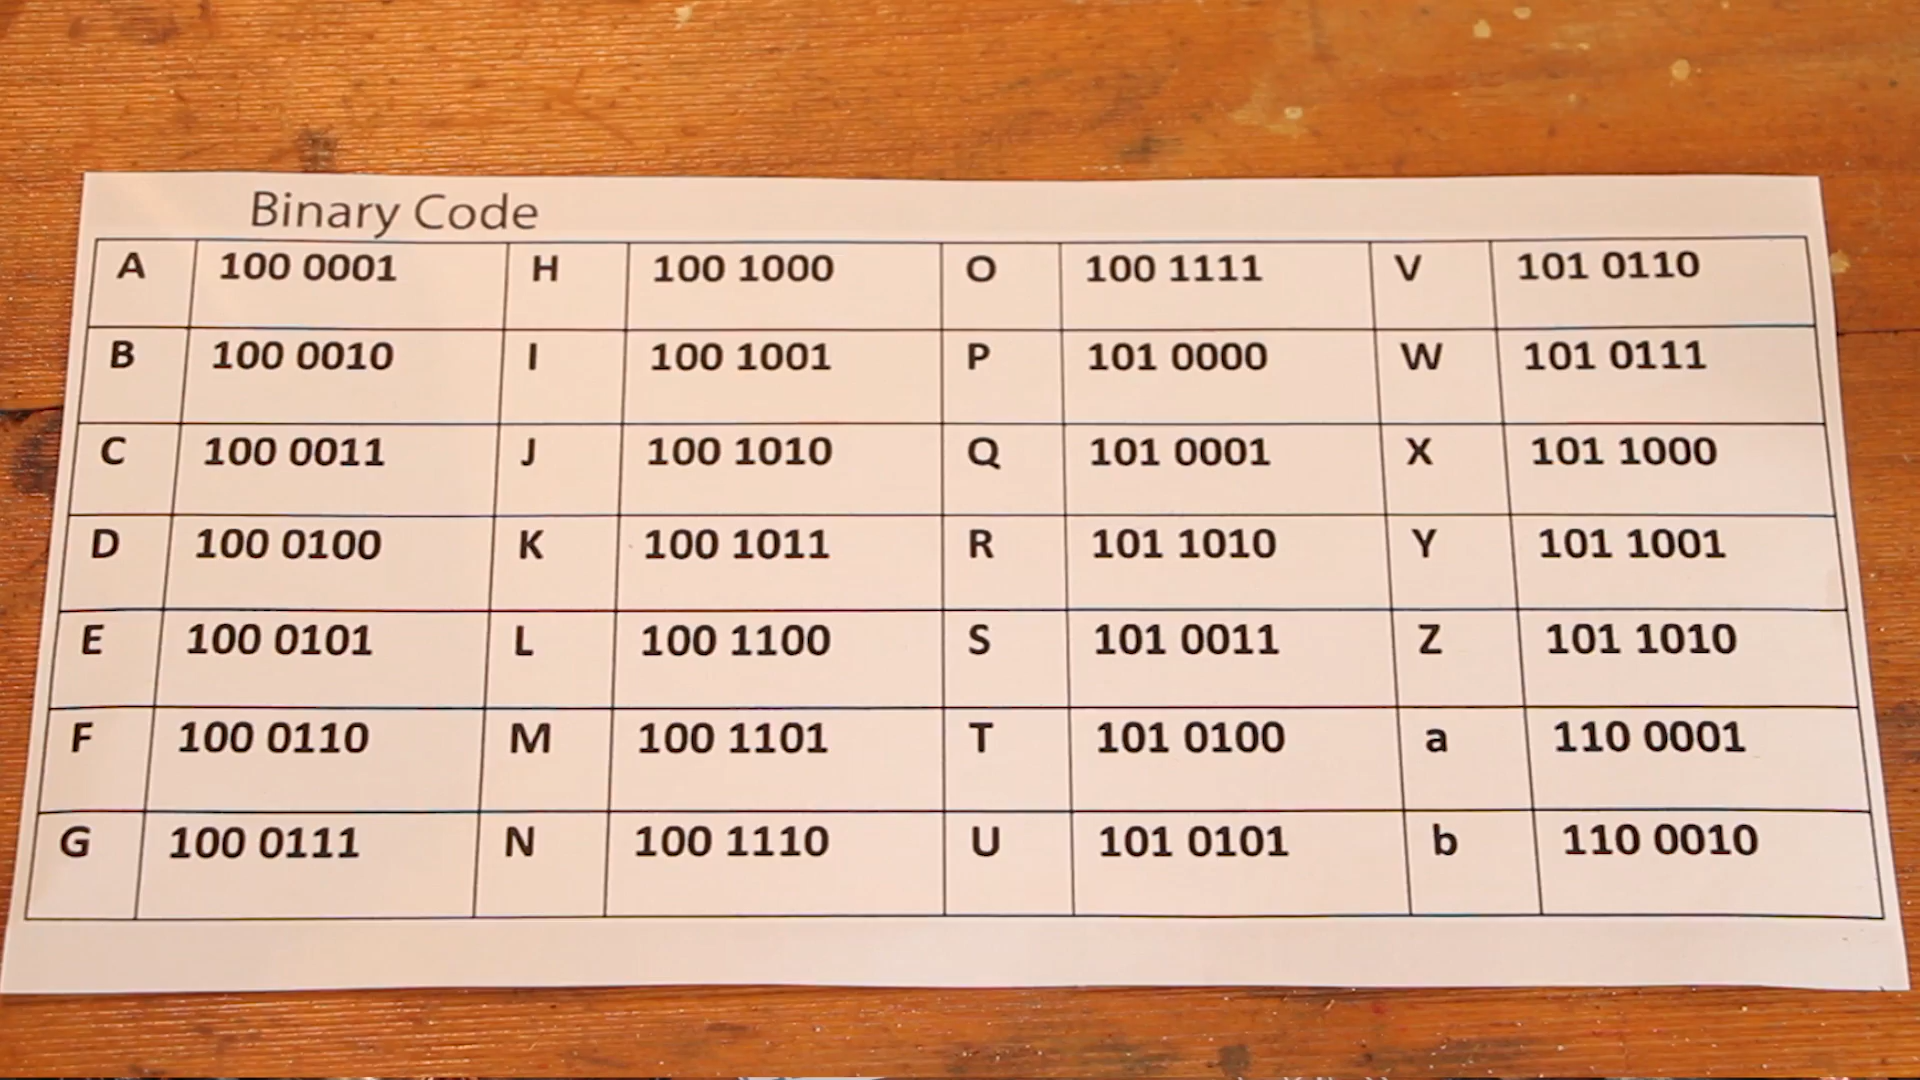 Binary Code
A 100 0001 H 100 1000 O 100 1111 V 101 0110
B 100 0010 I 100 1001 P 101 0000 W 101 0111
C 100 0011 J 100 1010 Q 101 0001 X 101 1000
D 100 0100 K 100 1011 R 101 1010 Y 101 1001
E 100 0101 L 100 1100 S 101 0011 Z 101 1010
F 100 0110 M 100 1101 T 101 0100 a 110 0001
G 100 0111 N 100 1110 U 101 0101 b 110 0010